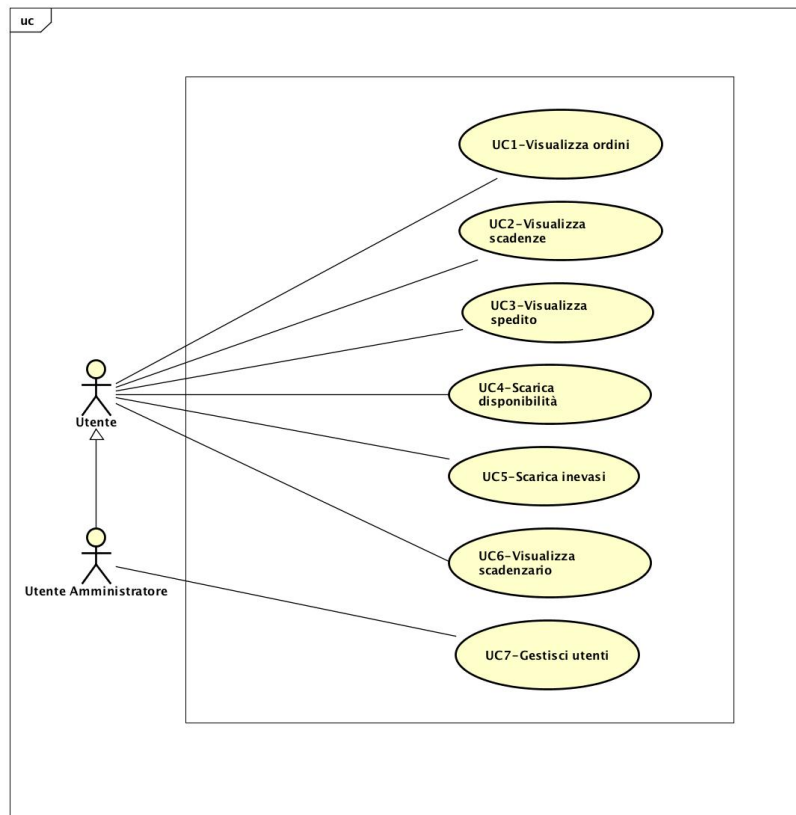 uc
UC1-Visualizza ordini
UC2-Visualizza
scadenze
UC3-Visualizza
spedito
UC4-Scarica
disponibilità
Utente
UC5-Scarica inevasi
UC6-Visualizza
scadenzario
Utente Amministratore
UC7-Gestisci utenti